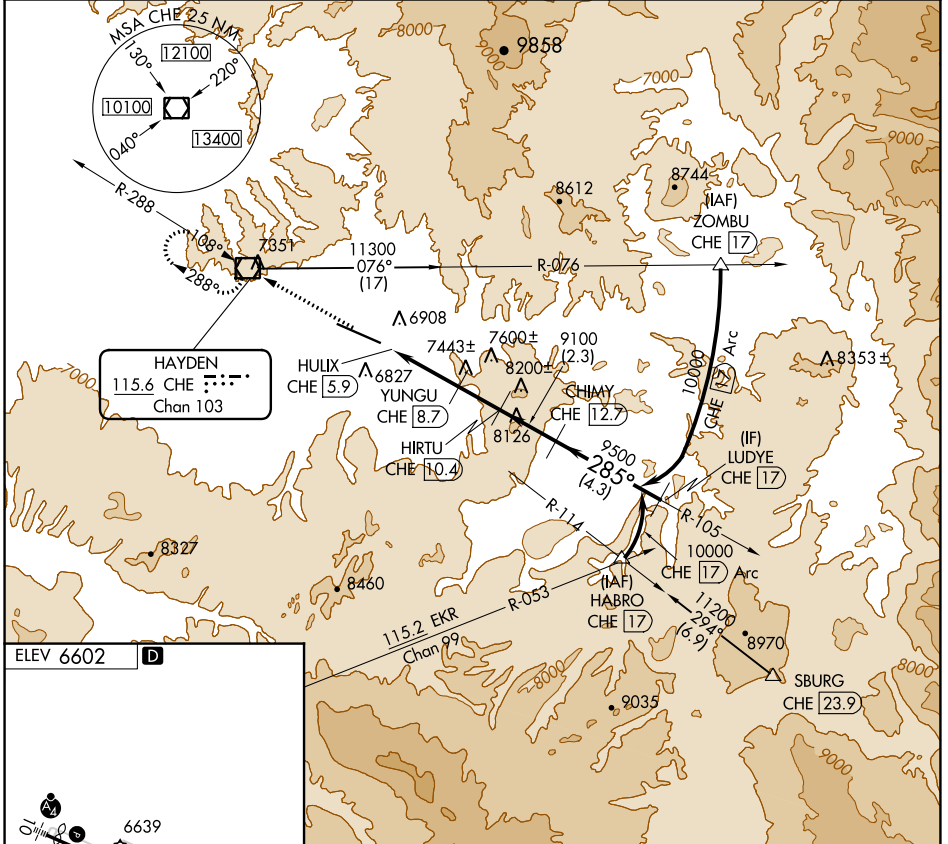 MSA CHE 25 NM
130°
12100
220°
10100
040°
13400
8000
9858
7000
9000
8744
8612
(IAF)
ZOMBU
CHE 17
R-288
108°
7351
288°
11300
076°
(17)
R-076
6908
7443±
7600±
8200±
9100
(2.3)
HAYDEN
115.6 CHE
Chan 103
HULIX
CHE 5.9
6827
YUNGU
CHE 8.7
CHIMY
CHE 12.7
8126
HIRTU
CHE 10.4
10000
CHE 17 Arc
8353±
(IF)
LUDYE
CHE 17
9500
285°
(4.3)
R-114
R-105
10000
CHE 17 Arc
8327
8460
(IAF)
HABRO
CHE 17
R-053
115.2 EKR
Chan 99
11200
294°
(6.9)
8970
SBURG
CHE 23.9
8000
8000
9035
9000
ELEV 6602 D
A4
10
P
6639